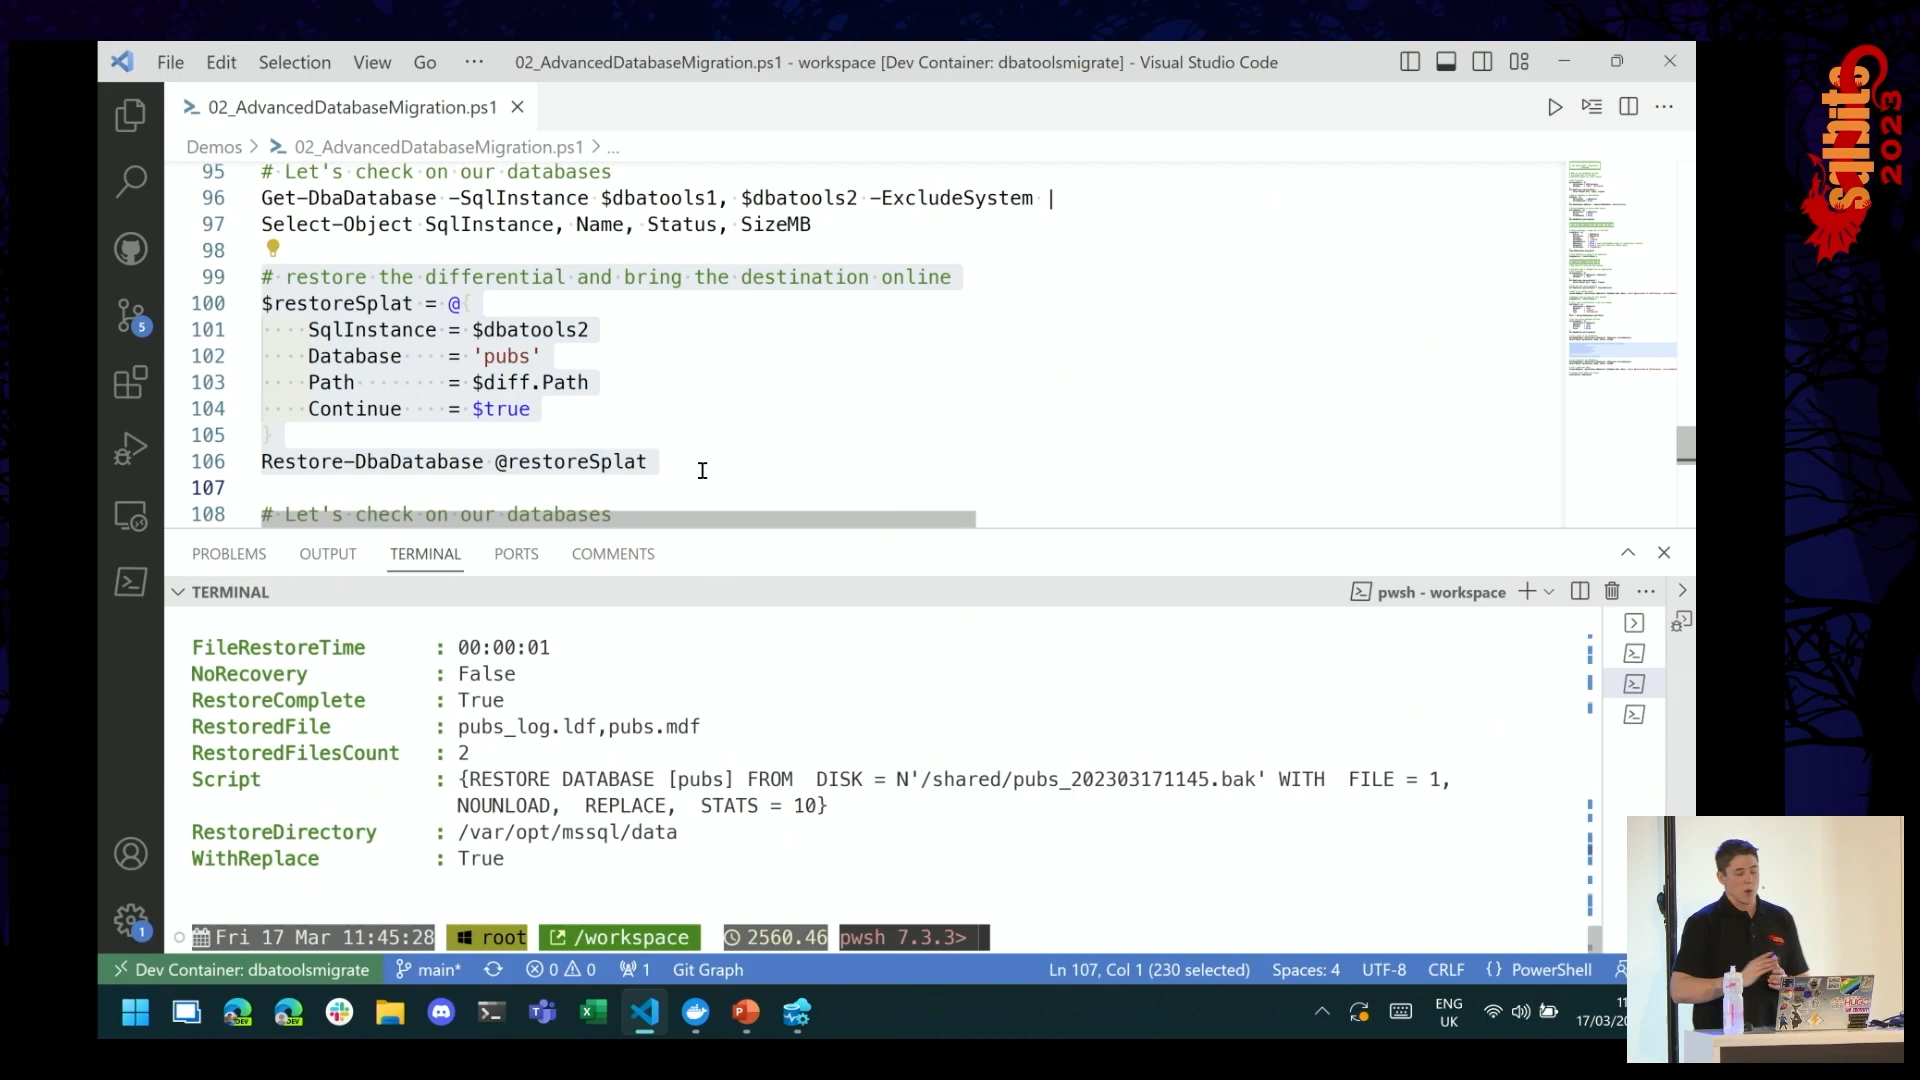 File Edit Selection View Go ··· 02_AdvancedDatabaseMigration.ps1 - workspace [Dev Container: dbatoolsmigrate] - Visual Studio Code
sqlbits 2023
02_AdvancedDatabaseMigration.ps1
Demos > 02_AdvancedDatabaseMigration.ps1 > ...
95 # Let's check on our databases
96 Get-DbaDatabase -SqlInstance $dbatools1, $dbatools2 -ExcludeSystem |
97 Select-Object SqlInstance, Name, Status, SizeMB
98
99 # restore the differential and bring the destination online
100 $restoreSplat = @{
101 SqlInstance = $dbatools2
102 Database = 'pubs'
103 Path = $diff.Path
104 Continue = $true
105 }
106 Restore-DbaDatabase @restoreSplat
107
108 # Let's check on our databases
5
PROBLEMS OUTPUT TERMINAL PORTS COMMENTS
TERMINAL pwsh - workspace
FileRestoreTime : 00:00:01
NoRecovery : False
RestoreComplete : True
RestoredFile : pubs_log.ldf,pubs.mdf
RestoredFilesCount : 2
Script : {RESTORE DATABASE [pubs] FROM DISK = N'/shared/pubs_202303171145.bak' WITH FILE = 1,
NOUNLOAD, REPLACE, STATS = 10}
RestoreDirectory : /var/opt/mssql/data
WithReplace : True
1
Fri 17 Mar 11:45:28 root /workspace 2560.46 pwsh 7.3.3>
Dev Container: dbatoolsmigrate main* 0 0 1 Git Graph Ln 107, Col 1 (230 selected) Spaces: 4 UTF-8 CRLF {} PowerShell
DEV DEV ENG
UK
17/03/20